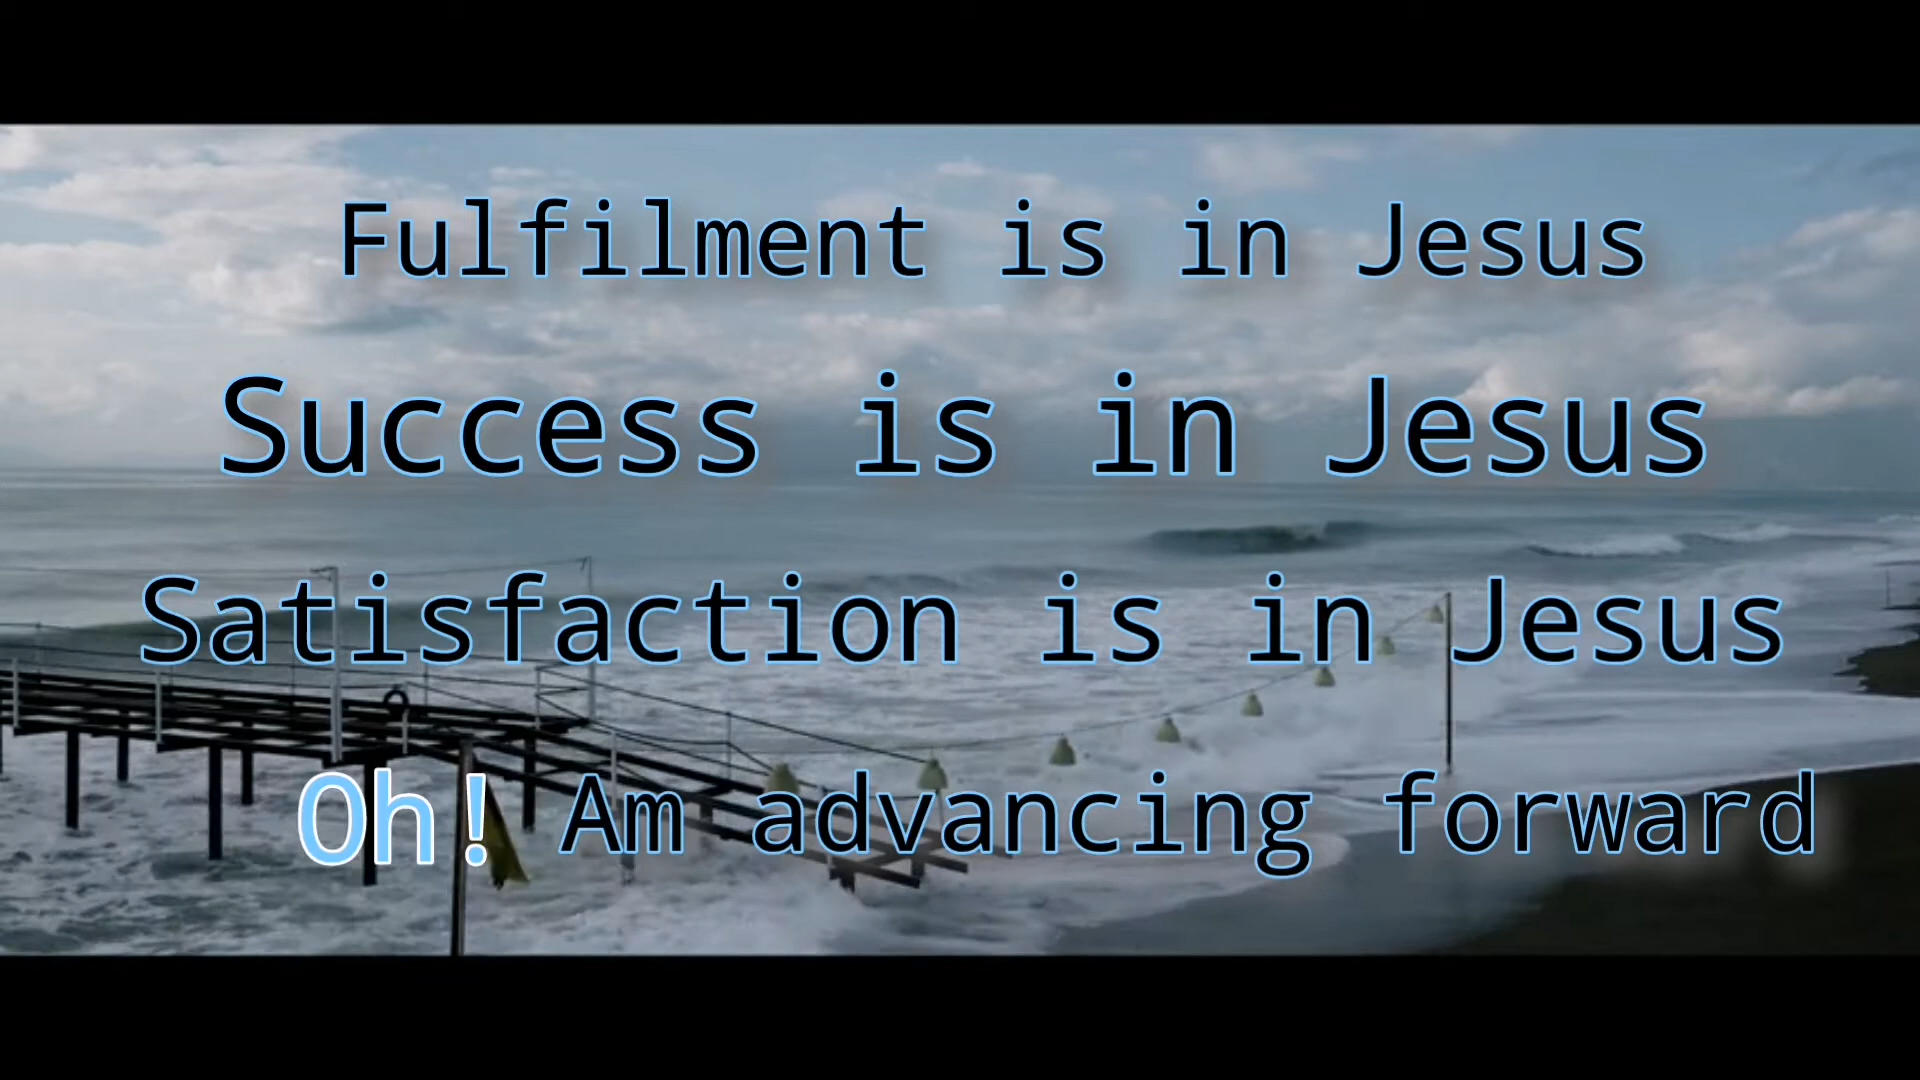 Fulfilment is in Jesus
Success is in Jesus
Satisfaction is in Jesus
Oh! Am advancing forward